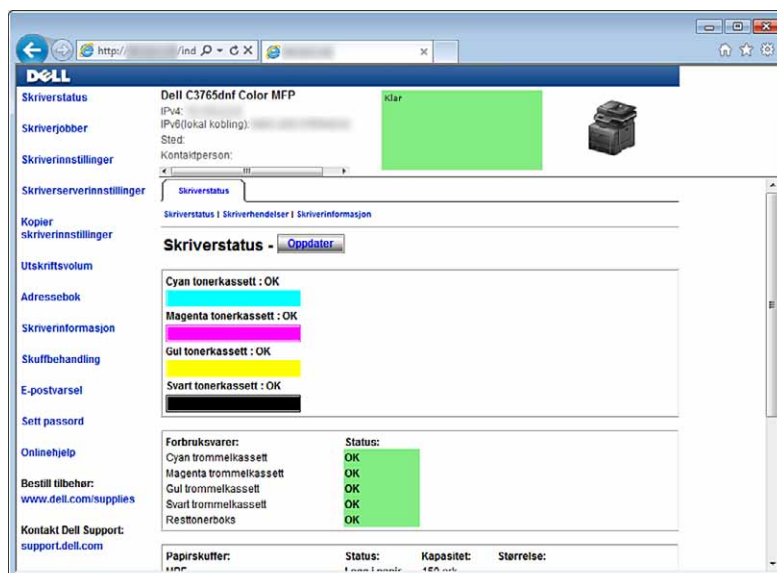 http:// /ind
DELL
Skriverstatus
Skriverjobber
Skriverinnstillinger
Skriverserverinnstillinger
Kopier
skriverinnstillinger
Utskriftsvolum
Adressebok
Skriverinformasjon
Skuffbehandling
E-postvarsel
Sett passord
Onlinehjelp
Bestill tilbehør:
www.dell.com/supplies
Kontakt Dell Support:
support.dell.com
Dell C3765dnf Color MFP
IPv4:
IPv6(lokal kobling):
Sted:
Kontaktperson:
Klar
Skriverstatus
Skriverstatus | Skriverhendelser | Skriverinformasjon
Skriverstatus - Oppdater
Cyan tonerkassett : OK
Magenta tonerkassett : OK
Gul tonerkassett : OK
Svart tonerkassett : OK
Forbruksvarer: Status:
Cyan trommelkassett OK
Magenta trommelkassett OK
Gul trommelkassett OK
Svart trommelkassett OK
Resttonerboks OK
Papirskuffer: Status: Kapasitet: Størrelse: